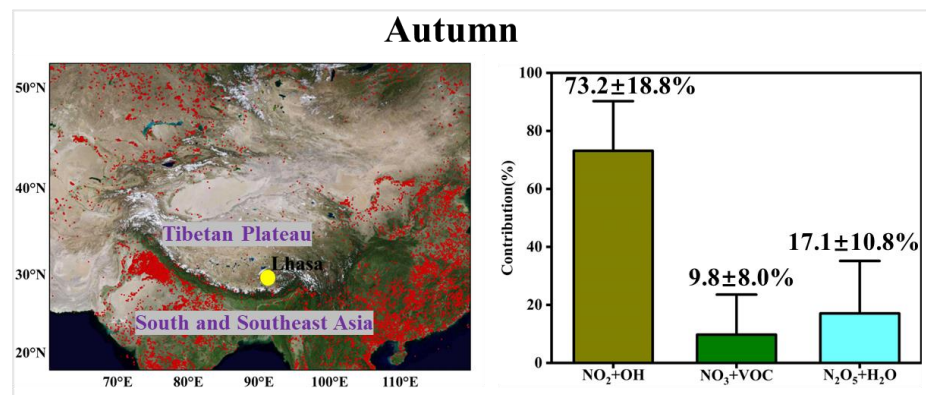 Autumn
50°N
40°N
30°N
20°N
70°E 80°E 90°E 100°E 110°E
Tibetan Plateau
Lhasa
South and Southeast Asia
Contribution(%)
100
80
60
40
20
0
73.2±18.8%
9.8±8.0%
17.1±10.8%
NO₂+OH NO₃+VOC N₂O₅+H₂O